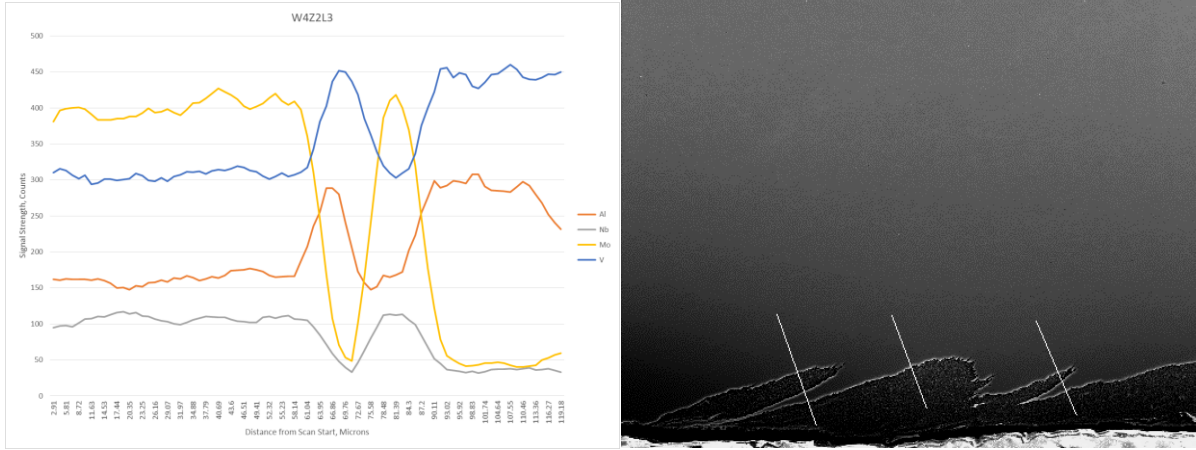 W4Z2L3
500
450
400
350
300
250
200
150
100
50
0
Signal Strength, Counts
2.91 5.81 8.72 11.63 14.53 17.44 20.35 23.25 26.16 29.07 31.97 34.88 37.79 40.69 43.6 46.51 49.41 52.32 55.23 58.14 61.04 63.95 66.86 69.76 72.67 75.58 78.48 81.39 84.3 87.2 90.11 93.02 95.92 98.83 101.74 104.64 107.55 110.46 113.36 116.27 119.18
Distance from Scan Start, Microns
Al
Nb
Mo
V